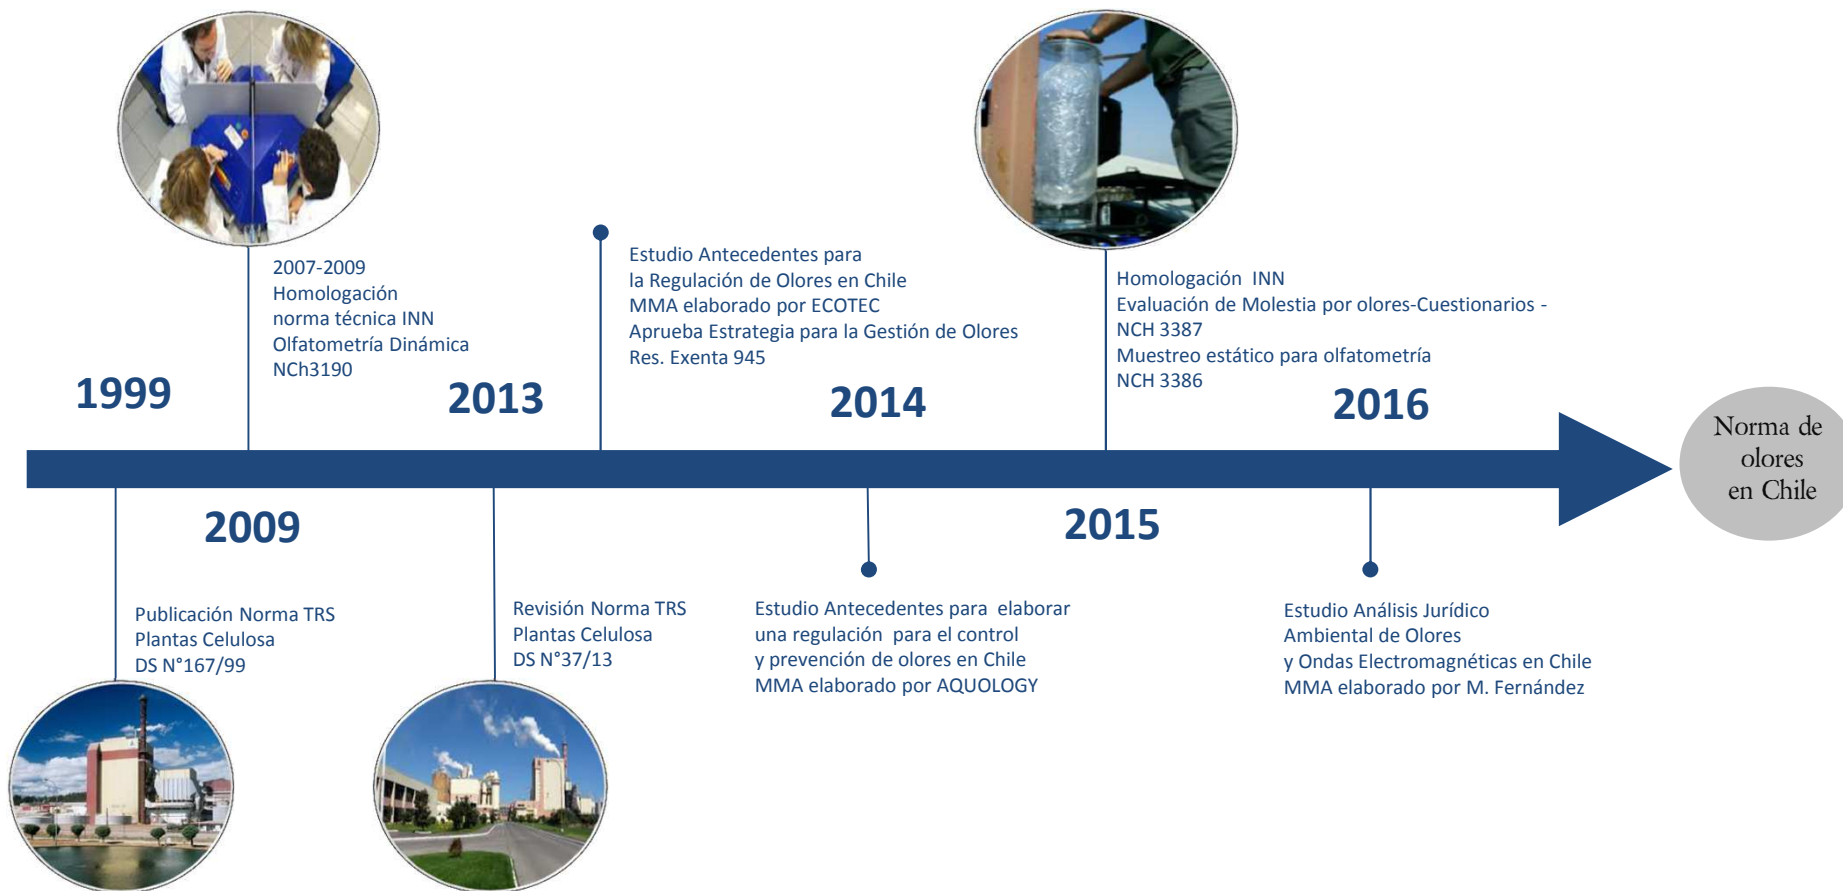 2007-2009
Homologación
norma técnica INN
Olfatometría Dinámica
NCh3190
Estudio Antecedentes para
la Regulación de Olores en Chile
MMA elaborado por ECOTEC
Aprueba Estrategia para la Gestión de Olores
Res. Exenta 945
Homologación INN
Evaluación de Molestia por olores-Cuestionarios -
NCH 3387
Muestreo estático para olfatometría
NCH 3386
1999
2013
2014
2016
Norma de
olores
en Chile
2009
2015
Publicación Norma TRS
Plantas Celulosa
DS N°167/99
Revisión Norma TRS
Plantas Celulosa
DS N°37/13
Estudio Antecedentes para elaborar
una regulación para el control
y prevención de olores en Chile
MMA elaborado por AQUOLOGY
Estudio Análisis Jurídico
Ambiental de Olores
y Ondas Electromagnéticas en Chile
MMA elaborado por M. Fernández